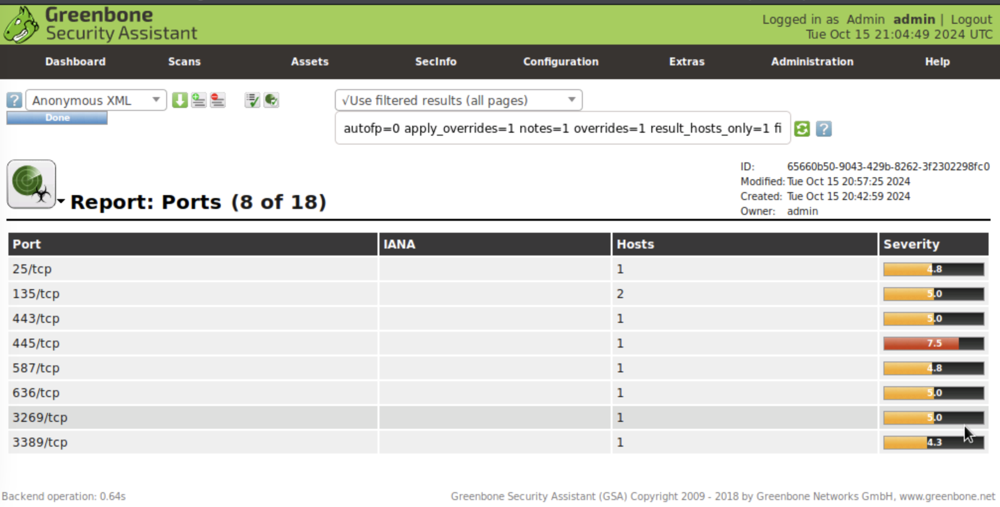 Greenbone
Security Assistant
Logged in as Admin admin | Logout
Tue Oct 15 21:04:49 2024 UTC
Dashboard Scans Assets SecInfo Configuration Extras Administration Help
? Anonymous XML √Use filtered results (all pages)
Done
autofp=0 apply_overrides=1 notes=1 overrides=1 result_hosts_only=1 fi ?
ID: 65660b50-9043-429b-8262-3f2302298fc0
Modified: Tue Oct 15 20:57:25 2024
Created: Tue Oct 15 20:42:59 2024
Owner: admin
Report: Ports (8 of 18)
Port IANA Hosts Severity
25/tcp 1 4.8
135/tcp 2 5.0
443/tcp 1 5.0
445/tcp 1 7.5
587/tcp 1 4.8
636/tcp 1 5.0
3269/tcp 1 5.0
3389/tcp 1 4.3
Backend operation: 0.64s
Greenbone Security Assistant (GSA) Copyright 2009 - 2018 by Greenbone Networks GmbH, www.greenbone.net